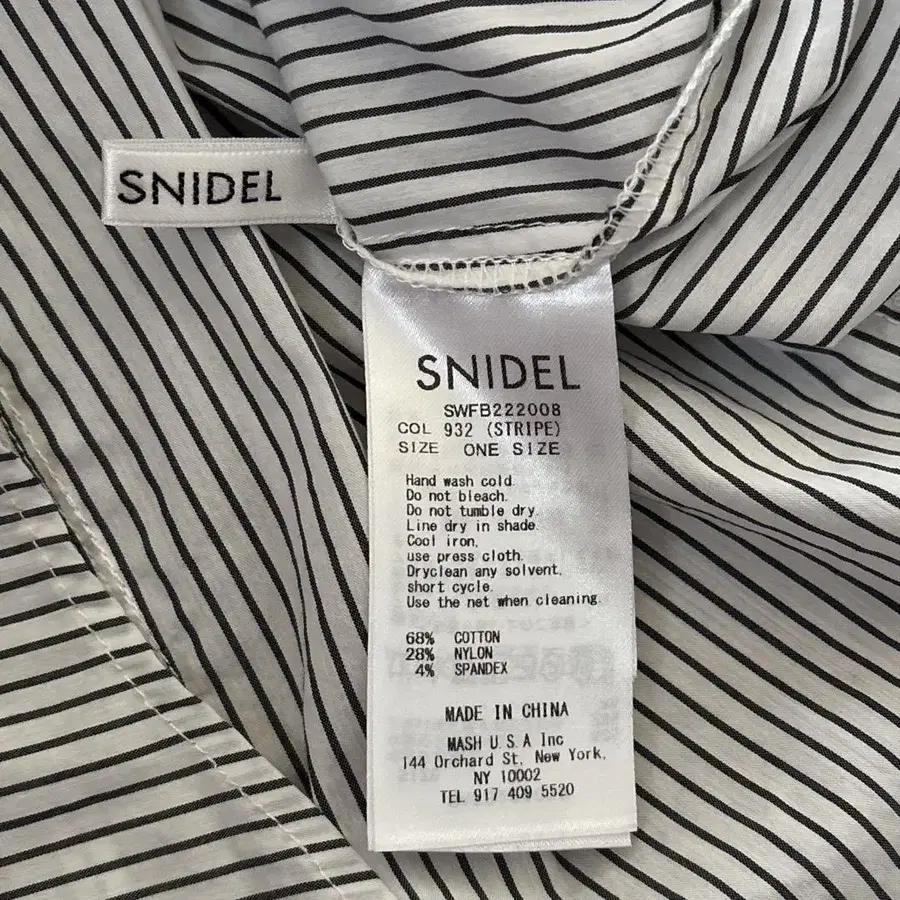 SNIDEL
SNIDEL
SWFB222008
COL 932 (STRIPE)
SIZE ONE SIZE
Hand wash cold.
Do not bleach.
Do not tumble dry.
Line dry in shade.
Cool iron,
use press cloth.
Dryclean any solvent,
short cycle.
Use the net when cleaning.
68% COTTON
28% NYLON
4% SPANDEX
MADE IN CHINA
MASH U.S.A Inc
144 Orchard St, New York,
NY 10002
TEL 917 409 5520